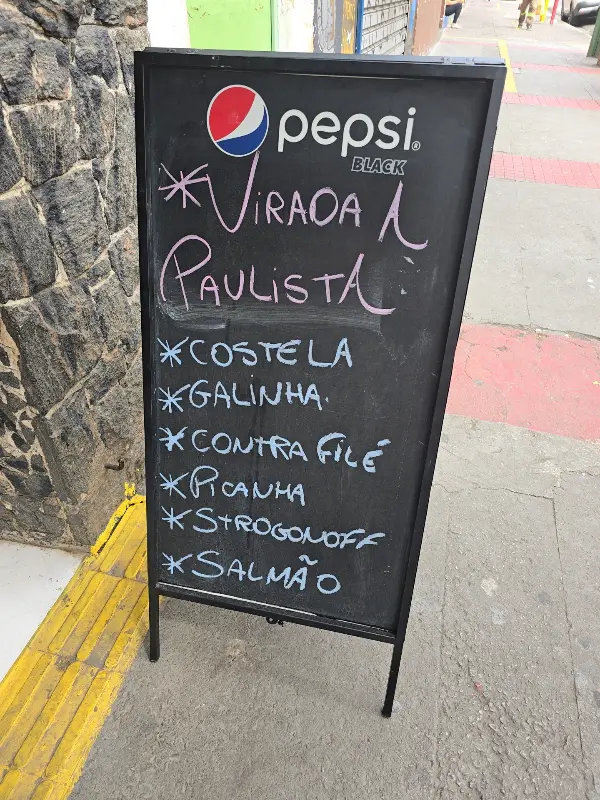 pepsi®
BLACK
*VIRADA A
PAULISTA
*COSTELA
*GALINHA.
*CONTRA FILÉ
*PICANHA
*STROGONOFF
*SALMÃO